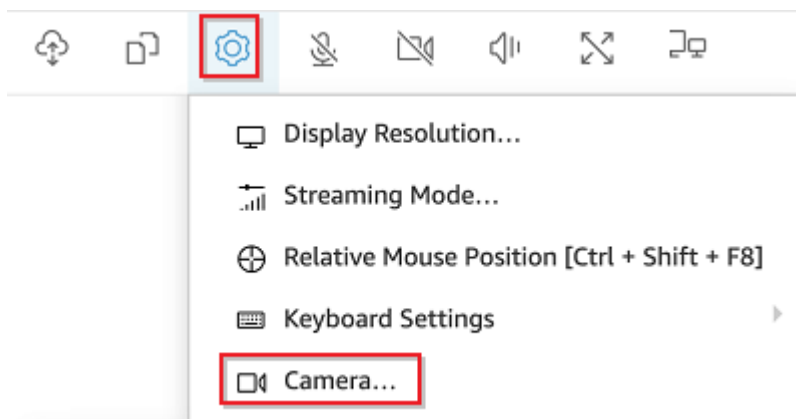 Display Resolution...
Streaming Mode...
Relative Mouse Position [Ctrl + Shift + F8]
Keyboard Settings
Camera...